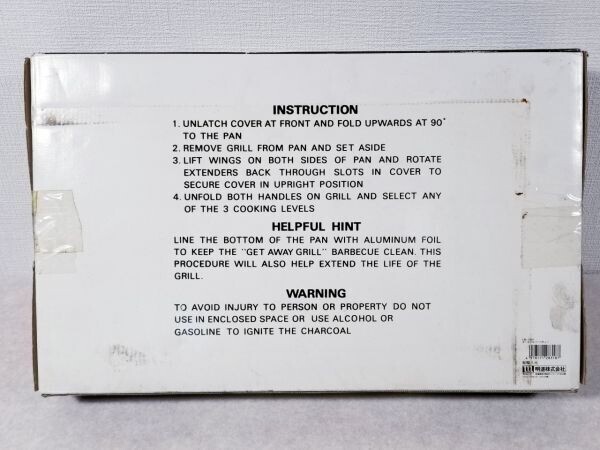 INSTRUCTION
1. UNLATCH COVER AT FRONT AND FOLD UPWARDS AT 90°
TO THE PAN
2. REMOVE GRILL FROM PAN AND SET ASIDE
3. LIFT WINGS ON BOTH SIDES OF PAN AND ROTATE
EXTENDERS BACK THROUGH SLOTS IN COVER TO
SECURE COVER IN UPRIGHT POSITION
4. UNFOLD BOTH HANDLES ON GRILL AND SELECT ANY
OF THE 3 COOKING LEVELS
HELPFUL HINT
LINE THE BOTTOM OF THE PAN WITH ALUMINUM FOIL
TO KEEP THE "GET AWAY GRILL" BARBECUE CLEAN. THIS
PROCEDURE WILL ALSO HELP EXTEND THE LIFE OF THE
GRILL.
WARNING
TO AVOID INJURY TO PERSON OR PROPERTY DO NOT
USE IN ENCLOSED SPACE OR USE ALCOHOL OR
GASOLINE TO IGNITE THE CHARCOAL
株式会社